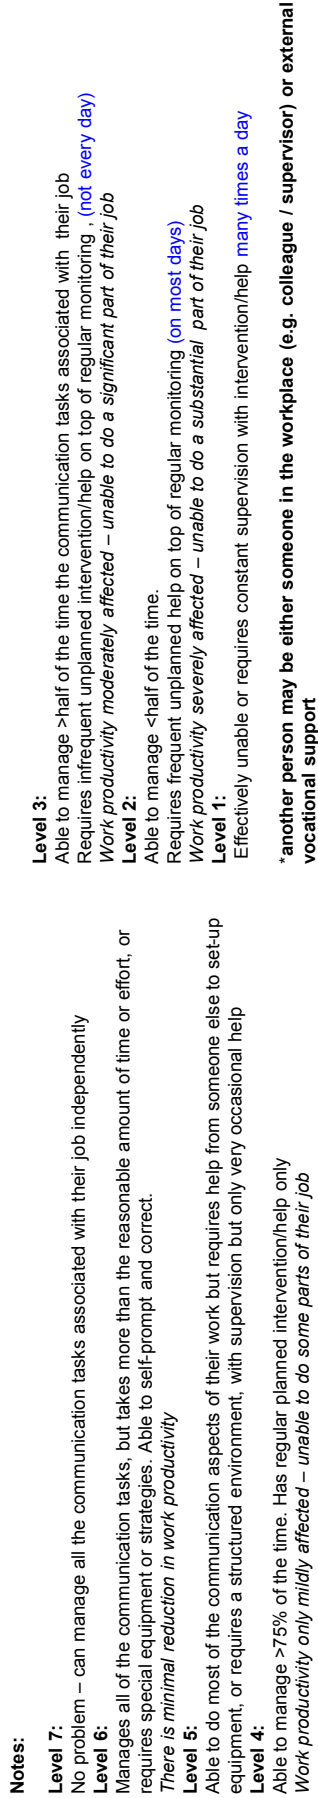 Notes:
Level 7:
No problem – can manage all the communication tasks associated with their job independently
Level 6:
Manages all of the communication tasks, but takes more than the reasonable amount of time or effort, or
requires special equipment or strategies. Able to self-prompt and correct.
There is minimal reduction in work productivity
Level 5:
Able to do most of the communication aspects of their work but requires help from someone else to set-up
equipment, or requires a structured environment, with supervision but only very occasional help
Level 4:
Able to manage >75% of the time. Has regular planned intervention/help only
Work productivity only mildly affected – unable to do some parts of their job
Level 3:
Able to manage >half of the time the communication tasks associated with their job
Requires infrequent unplanned intervention/help on top of regular monitoring , (not every day)
Work productivity moderately affected – unable to do a significant part of their job
Level 2:
Able to manage <half of the time.
Requires frequent unplanned help on top of regular monitoring (on most days)
Work productivity severely affected – unable to do a substantial part of their job
Level 1:
Effectively unable or requires constant supervision with intervention/help many times a day
*another person may be either someone in the workplace (e.g. colleague / supervisor) or external
vocational support